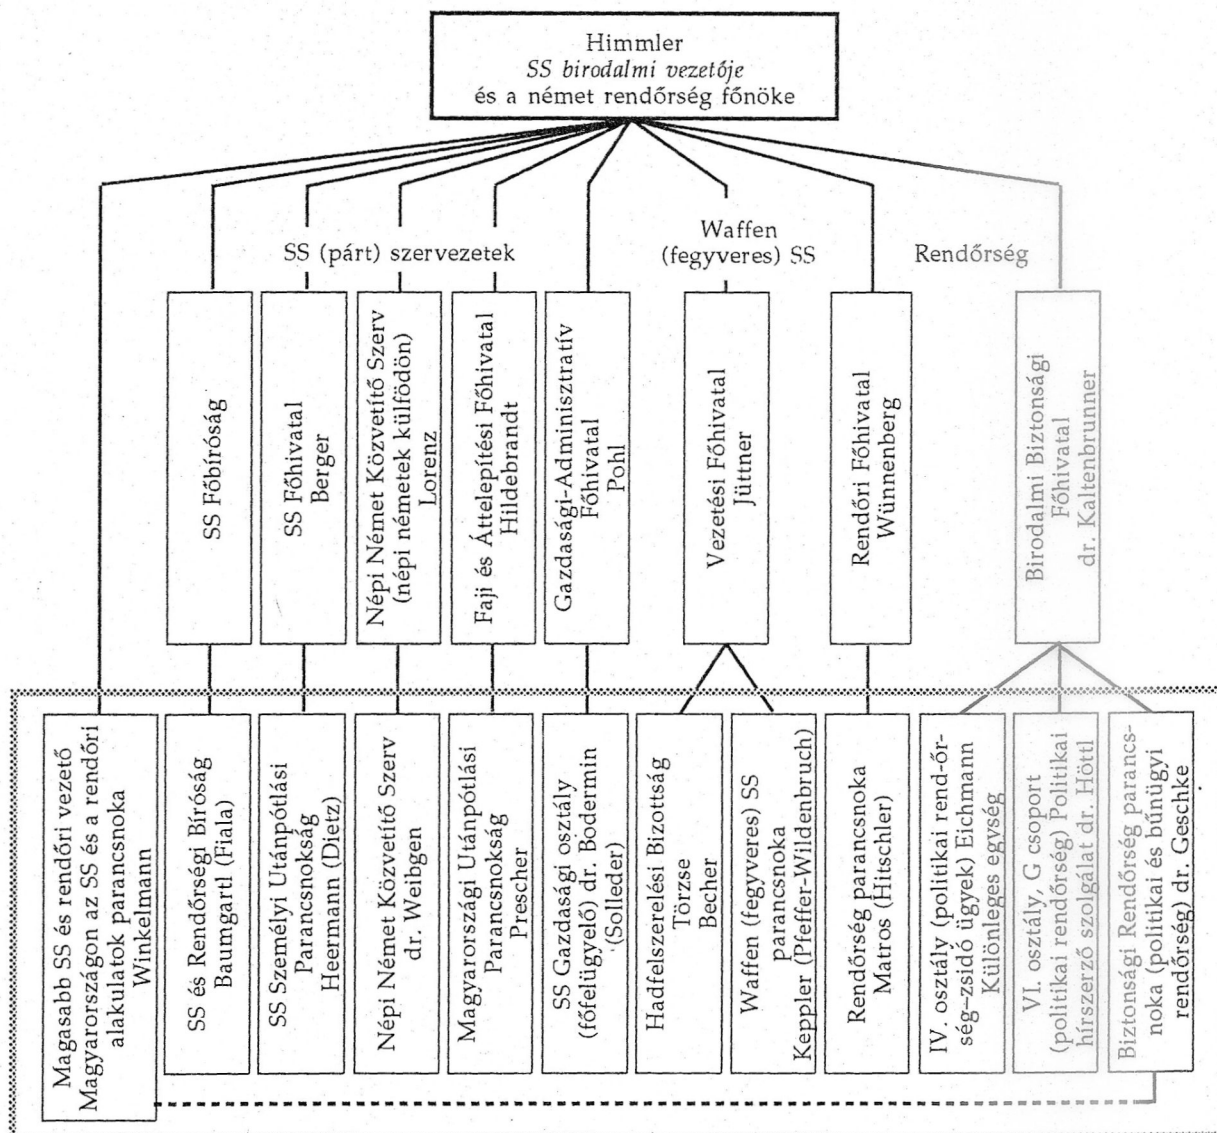 Himmler
SS birodalmi vezetője
és a német rendőrség főnöke
SS (párt) szervezetek
Waffen
(fegyveres) SS
Rendőrség
SS Főbíróság
SS Főhivatal
Berger
Népi Német Közvetítő Szerv
(népi németek külfödön)
Lorenz
Faji és Áttelepítési Főhivatal
Hildebrandt
Gazdasági-Adminisztratív
Főhivatal
Pohl
Vezetési Főhivatal
Jüttner
Rendőri Főhivatal
Wünnenberg
Birodalmi Biztonsági
Főhivatal
dr. Kaltenbrunner
Magasabb SS és rendőri vezető
Magyarországon az SS és a rendőri
alakulatok parancsnoka
Winkelmann
SS és Rendőrségi Bíróság
Baumgartl (Fiala)
SS Személyi Utánpótlási
Parancsnokság
Heermann (Dietz)
Népi Német Közvetítő Szerv
dr. Weibgen
Magyarországi Utánpótlási
Parancsnokság
Prescher
SS Gazdasági osztály
(főfelügyelő) dr. Bodermin
(Solleder)
Hadfelszerelési Bizottság
Törzse
Becher
Waffen (fegyveres) SS
parancsnoka
Keppler (Pfeffer-Wildenbruch)
Rendőrség parancsnoka
Matros (Hitschler)
IV. osztály (politikai rend-őr-
ség–zsidó ügyek) Eichmann
Különleges egység
VI. osztály, G csoport
(politikai rendőrség) Politikai
hírszerző szolgálat dr. Höttl
Biztonsági Rendőrség parancs-
noka (politikai és bűnügyi
rendőrség) dr. Geschke